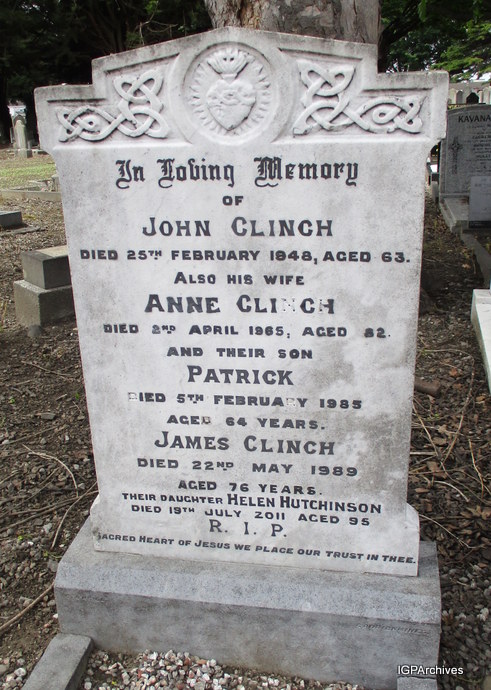 In Loving Memory
OF
JOHN CLINCH
DIED 25TH FEBRUARY 1948, AGED 63.
ALSO HIS WIFE
ANNE CLINCH
DIED 2ND APRIL 1965, AGED 82.
AND THEIR SON
PATRICK
DIED 5TH FEBRUARY 1985
AGED 64 YEARS.
JAMES CLINCH
DIED 22ND MAY 1989
AGED 76 YEARS.
THEIR DAUGHTER HELEN HUTCHINSON
DIED 19TH JULY 2011 AGED 95
R. I. P.
SACRED HEART OF JESUS WE PLACE OUR TRUST IN THEE.
KAVANA
IGPArchives